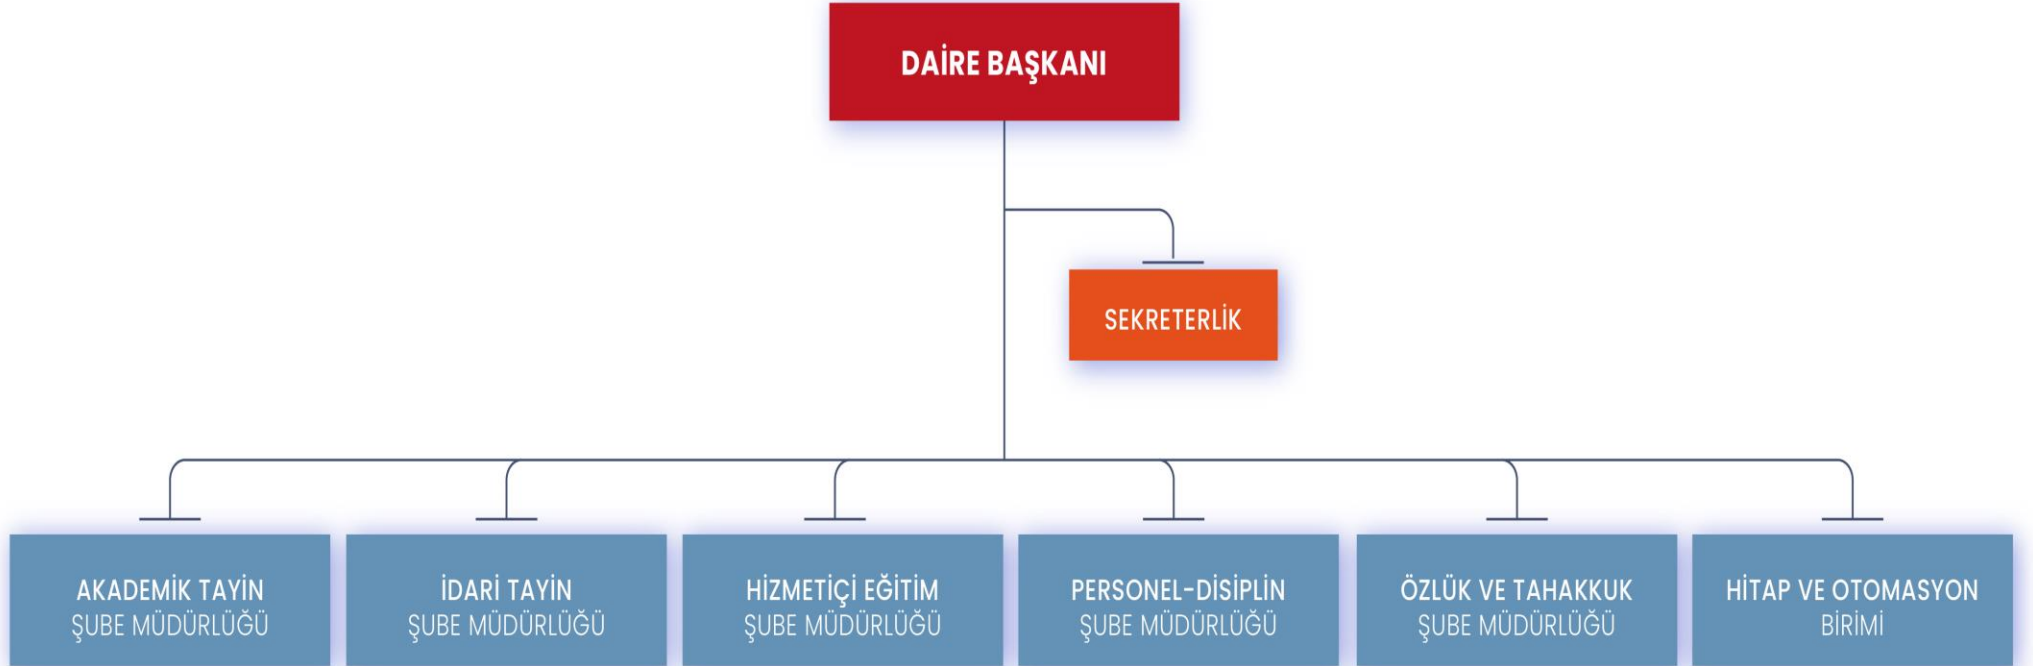 DAİRE BAŞKANI
SEKRETERLİK
AKADEMİK TAYİN
ŞUBE MÜDÜRLÜĞÜ
İDARİ TAYİN
ŞUBE MÜDÜRLÜĞÜ
HİZMETİÇİ EĞİTİM
ŞUBE MÜDÜRLÜĞÜ
PERSONEL-DİSİPLİN
ŞUBE MÜDÜRLÜĞÜ
ÖZLÜK VE TAHAKKUK
ŞUBE MÜDÜRLÜĞÜ
HİTAP VE OTOMASYON
BİRİMİ